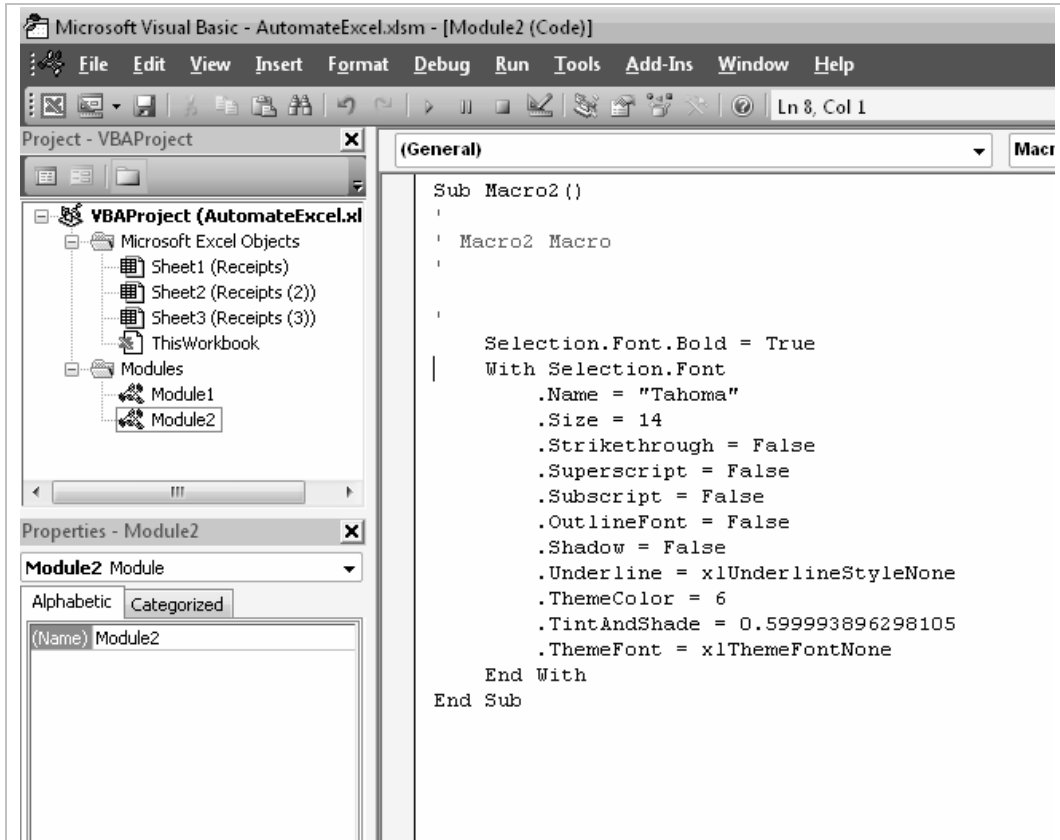 Microsoft Visual Basic - AutomateExcel.xlsm - [Module2 (Code)]
File Edit View Insert Format Debug Run Tools Add-Ins Window Help
Ln 8, Col 1
Project - VBAProject
VBAProject (AutomateExcel.xl
Microsoft Excel Objects
Sheet1 (Receipts)
Sheet2 (Receipts (2))
Sheet3 (Receipts (3))
ThisWorkbook
Modules
Module1
Module2
Properties - Module2
Module2 Module
Alphabetic Categorized
(Name) Module2
(General) Macr
Sub Macro2()
'
' Macro2 Macro
'
'
Selection.Font.Bold = True
With Selection.Font
.Name = "Tahoma"
.Size = 14
.Strikethrough = False
.Superscript = False
.Subscript = False
.OutlineFont = False
.Shadow = False
.Underline = xlUnderlineStyleNone
.ThemeColor = 6
.TintAndShade = 0.599993896298105
.ThemeFont = xlThemeFontNone
End With
End Sub